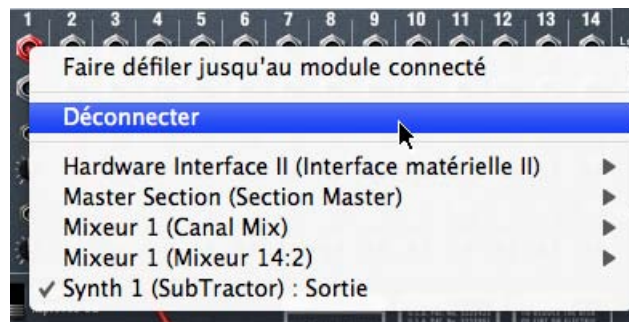 1 2 3 4 5 6 7 8 9 10 11 12 13 14
Faire défiler jusqu'au module connecté
Déconnecter
Hardware Interface II (Interface matérielle II)
Master Section (Section Master)
Mixeur 1 (Canal Mix)
Mixeur 1 (Mixeur 14:2)
✓ Synth 1 (SubTractor) : Sortie